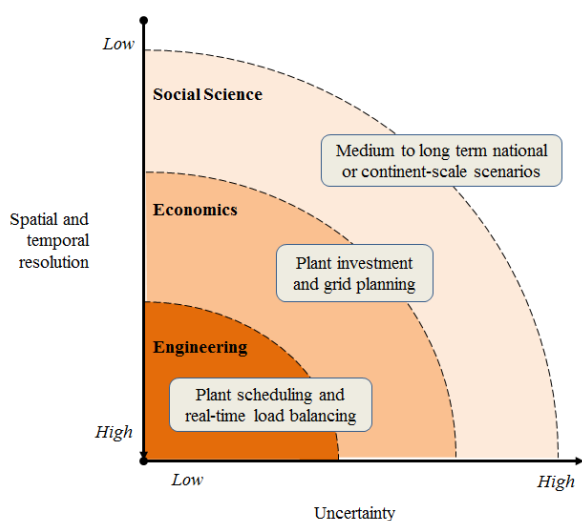 Low
Social Science
Medium to long term national
or continent-scale scenarios
Economics
Spatial and
temporal
resolution
Plant investment
and grid planning
Engineering
Plant scheduling and
real-time load balancing
High
Low
High
Uncertainty